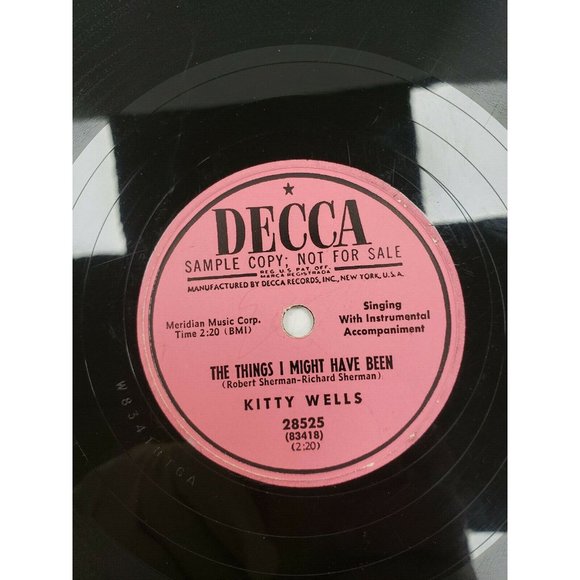 DECCA
SAMPLE COPY; NOT FOR SALE
REG. U.S. PAT. OFF.
MARCA REGISTRADA
MANUFACTURED BY DECCA RECORDS, INC., NEW YORK, U.S.A.
Meridian Music Corp.
Time 2:20 (BMI)
Singing
With Instrumental
Accompaniment
THE THINGS I MIGHT HAVE BEEN
(Robert Sherman-Richard Sherman)
KITTY WELLS
28525
(83418)
(2:20)